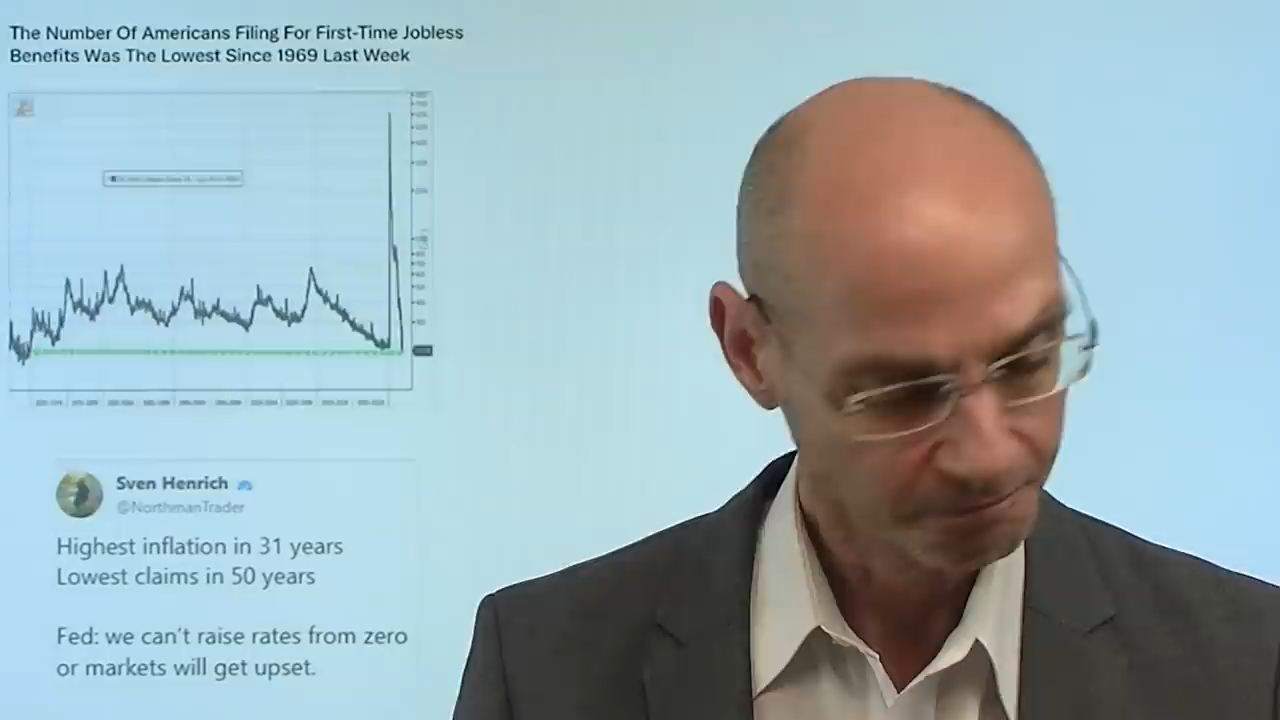 The Number Of Americans Filing For First-Time Jobless
Benefits Was The Lowest Since 1969 Last Week
Sven Henrich
@NorthmanTrader
Highest inflation in 31 years
Lowest claims in 50 years
Fed: we can't raise rates from zero
or markets will get upset.